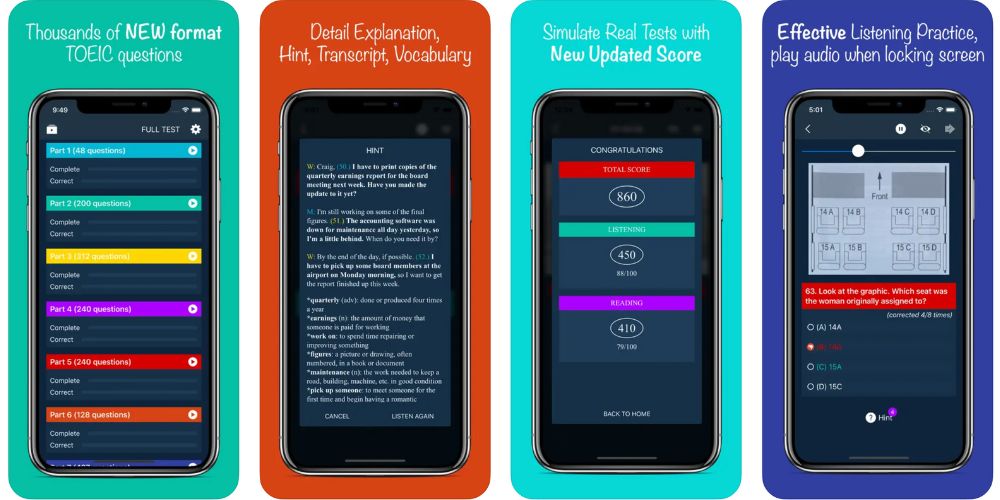 Thousands of NEW format
TOEIC questions
9:49
FULL TEST
Part 1 (48 questions)
Complete
Correct
Part 2 (200 questions)
Complete
Correct
Part 3 (312 questions)
Complete
Correct
Part 4 (240 questions)
Complete
Correct
Part 5 (240 questions)
Complete
Correct
Part 6 (128 questions)
Complete
Correct
Detail Explanation,
Hint, Transcript, Vocabulary
HINT
W: Craig, (50.) I have to print copies of the
quarterly earnings report for the board
meeting next week. Have you made the
update to it yet?
M: I'm still working on some of the final
figures. (51.) The accounting software was
down for maintenance all day yesterday, so
I'm a little behind. When do you need it by?
W: By the end of the day, if possible. (52.) I
have to pick up some board members at the
airport on Monday morning, so I want to get
the report finished up this week.
*quarterly (adv): done or produced four times
a year
*earnings (n): the amount of money that
someone is paid for working
*work on: to spend time repairing or
improving something
*figures: a picture or drawing, often
numbered, in a book or document
*maintenance (n): the work needed to keep a
road, building, machine, etc. in good condition
*pick up someone: to meet someone for the
first time and begin having a romantic
CANCEL
LISTEN AGAIN
Simulate Real Tests with
New Updated Score
CONGRATULATIONS
TOTAL SCORE
860
LISTENING
450
88/100
READING
410
79/100
BACK TO HOME
Effective Listening Practice,
play audio when locking screen
5:01
Front
14 A 14 B 14 C 14 D
15 A 15 B 15 C 15 D
63. Look at the graphic. Which seat was
the woman originally assigned to?
(corrected 4/8 times)
(A) 14A
(C) 15A
(D) 15C
? Hint 4